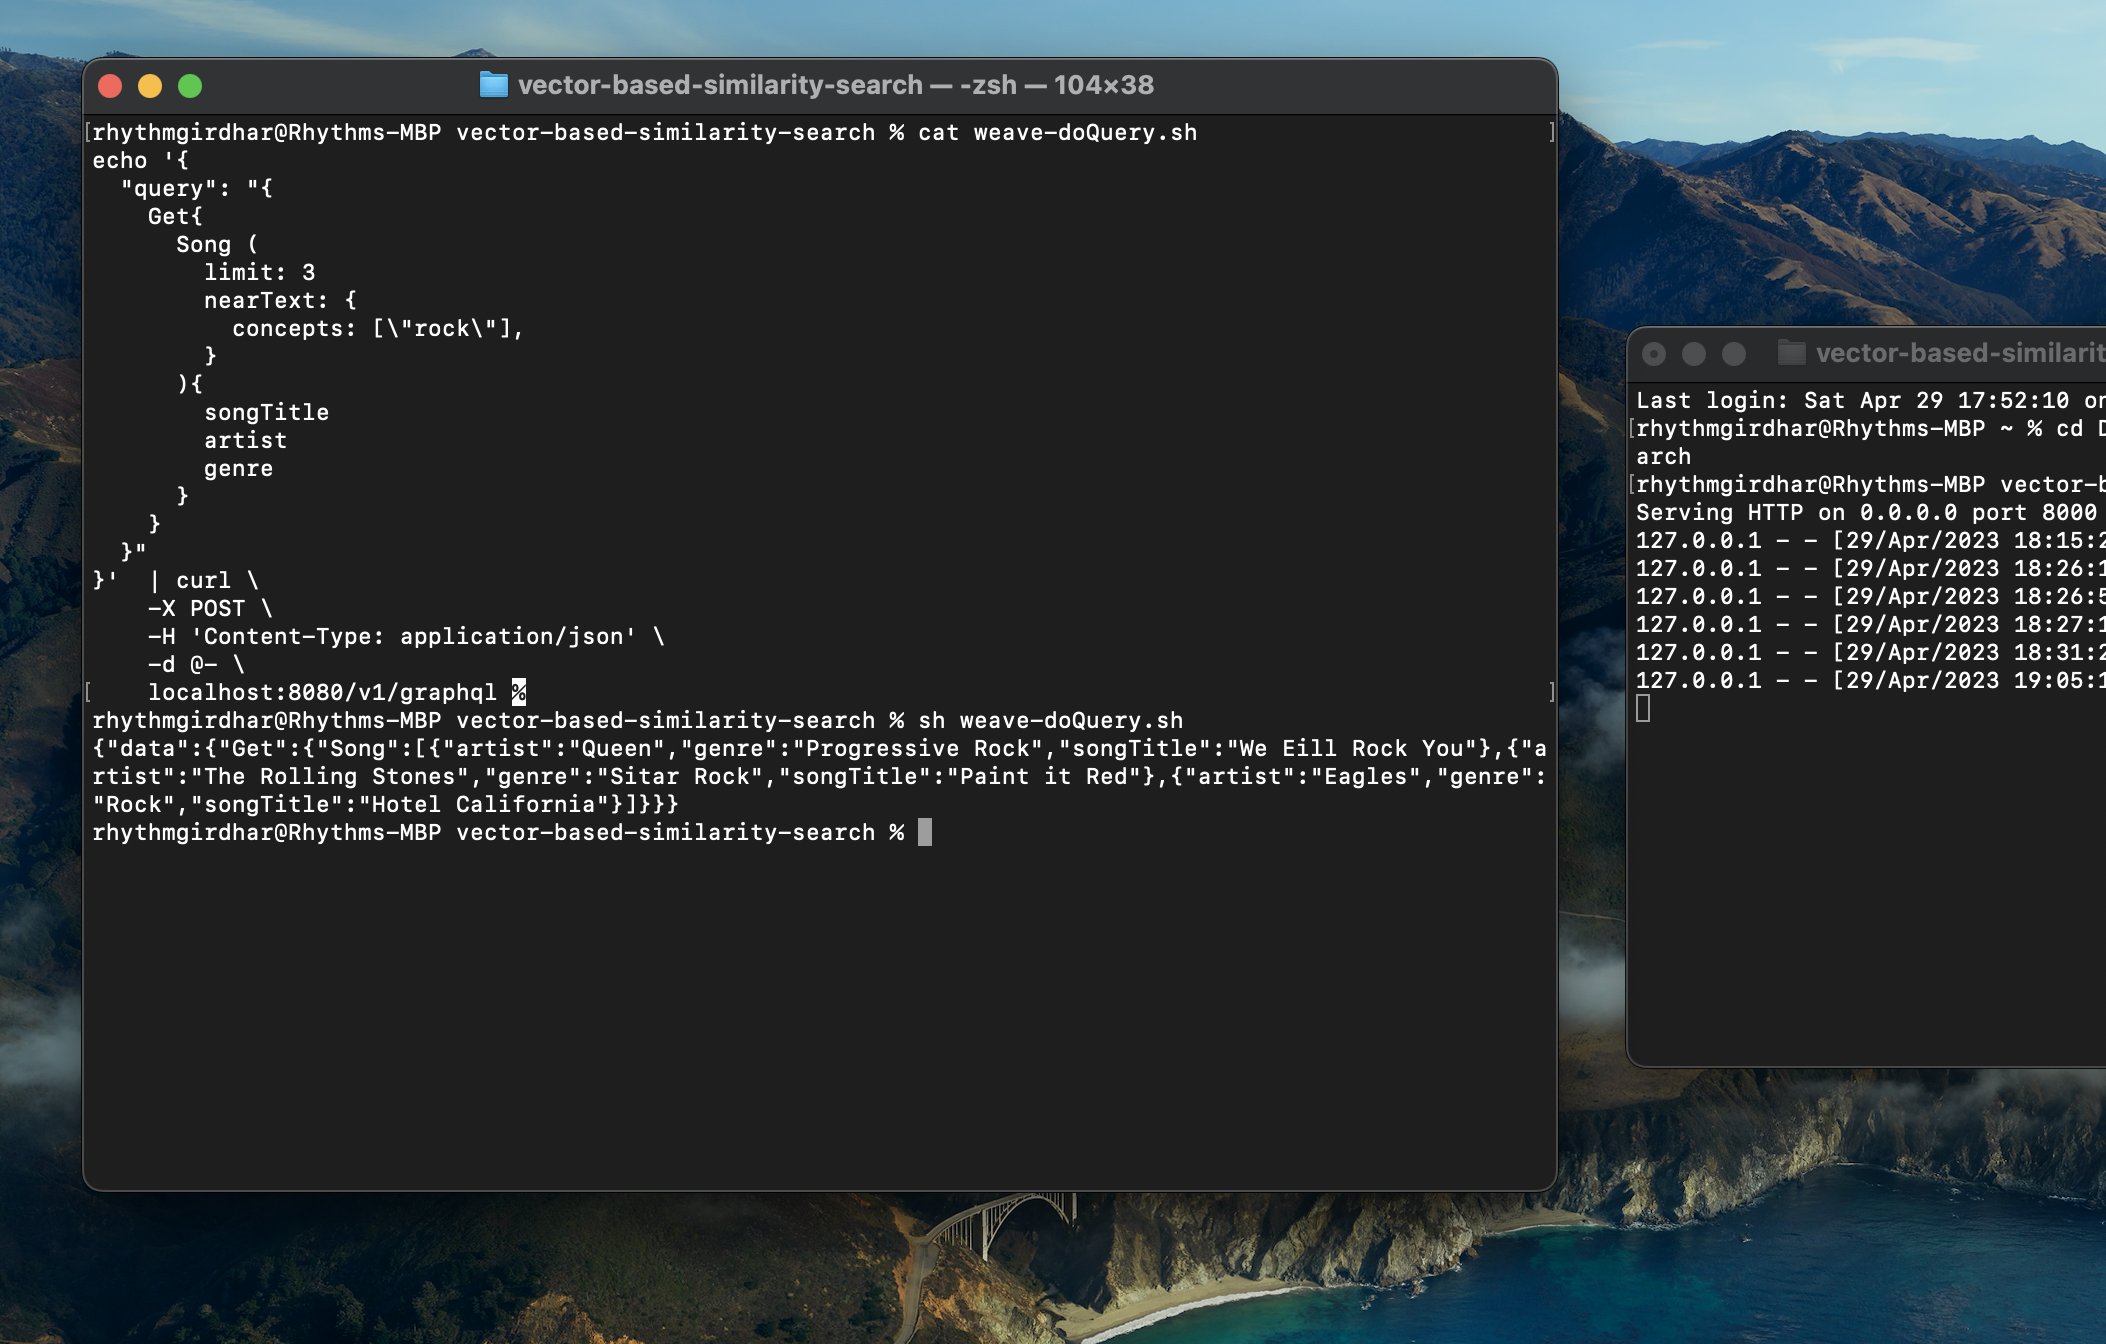 vector-based-similarity-search — -zsh — 104×38
[rhythmgirdhar@Rhythms-MBP vector-based-similarity-search % cat weave-doQuery.sh ]
echo '{
  "query": "{
    Get{
      Song (
        limit: 3
        nearText: {
          concepts: [\"rock\"],
        }
      ){
        songTitle
        artist
        genre
      }
    }
  }"
}'  | curl \
    -X POST \
    -H 'Content-Type: application/json' \
    -d @- \
[    localhost:8080/v1/graphql % ]
rhythmgirdhar@Rhythms-MBP vector-based-similarity-search % sh weave-doQuery.sh
{"data":{"Get":{"Song":[{"artist":"Queen","genre":"Progressive Rock","songTitle":"We Eill Rock You"},{"a
rtist":"The Rolling Stones","genre":"Sitar Rock","songTitle":"Paint it Red"},{"artist":"Eagles","genre":
"Rock","songTitle":"Hotel California"}]}}}
rhythmgirdhar@Rhythms-MBP vector-based-similarity-search %
vector-based-similarit
Last login: Sat Apr 29 17:52:10 on
[rhythmgirdhar@Rhythms-MBP ~ % cd D
arch
[rhythmgirdhar@Rhythms-MBP vector-b
Serving HTTP on 0.0.0.0 port 8000
127.0.0.1 - - [29/Apr/2023 18:15:2
127.0.0.1 - - [29/Apr/2023 18:26:1
127.0.0.1 - - [29/Apr/2023 18:26:5
127.0.0.1 - - [29/Apr/2023 18:27:1
127.0.0.1 - - [29/Apr/2023 18:31:2
127.0.0.1 - - [29/Apr/2023 19:05:1